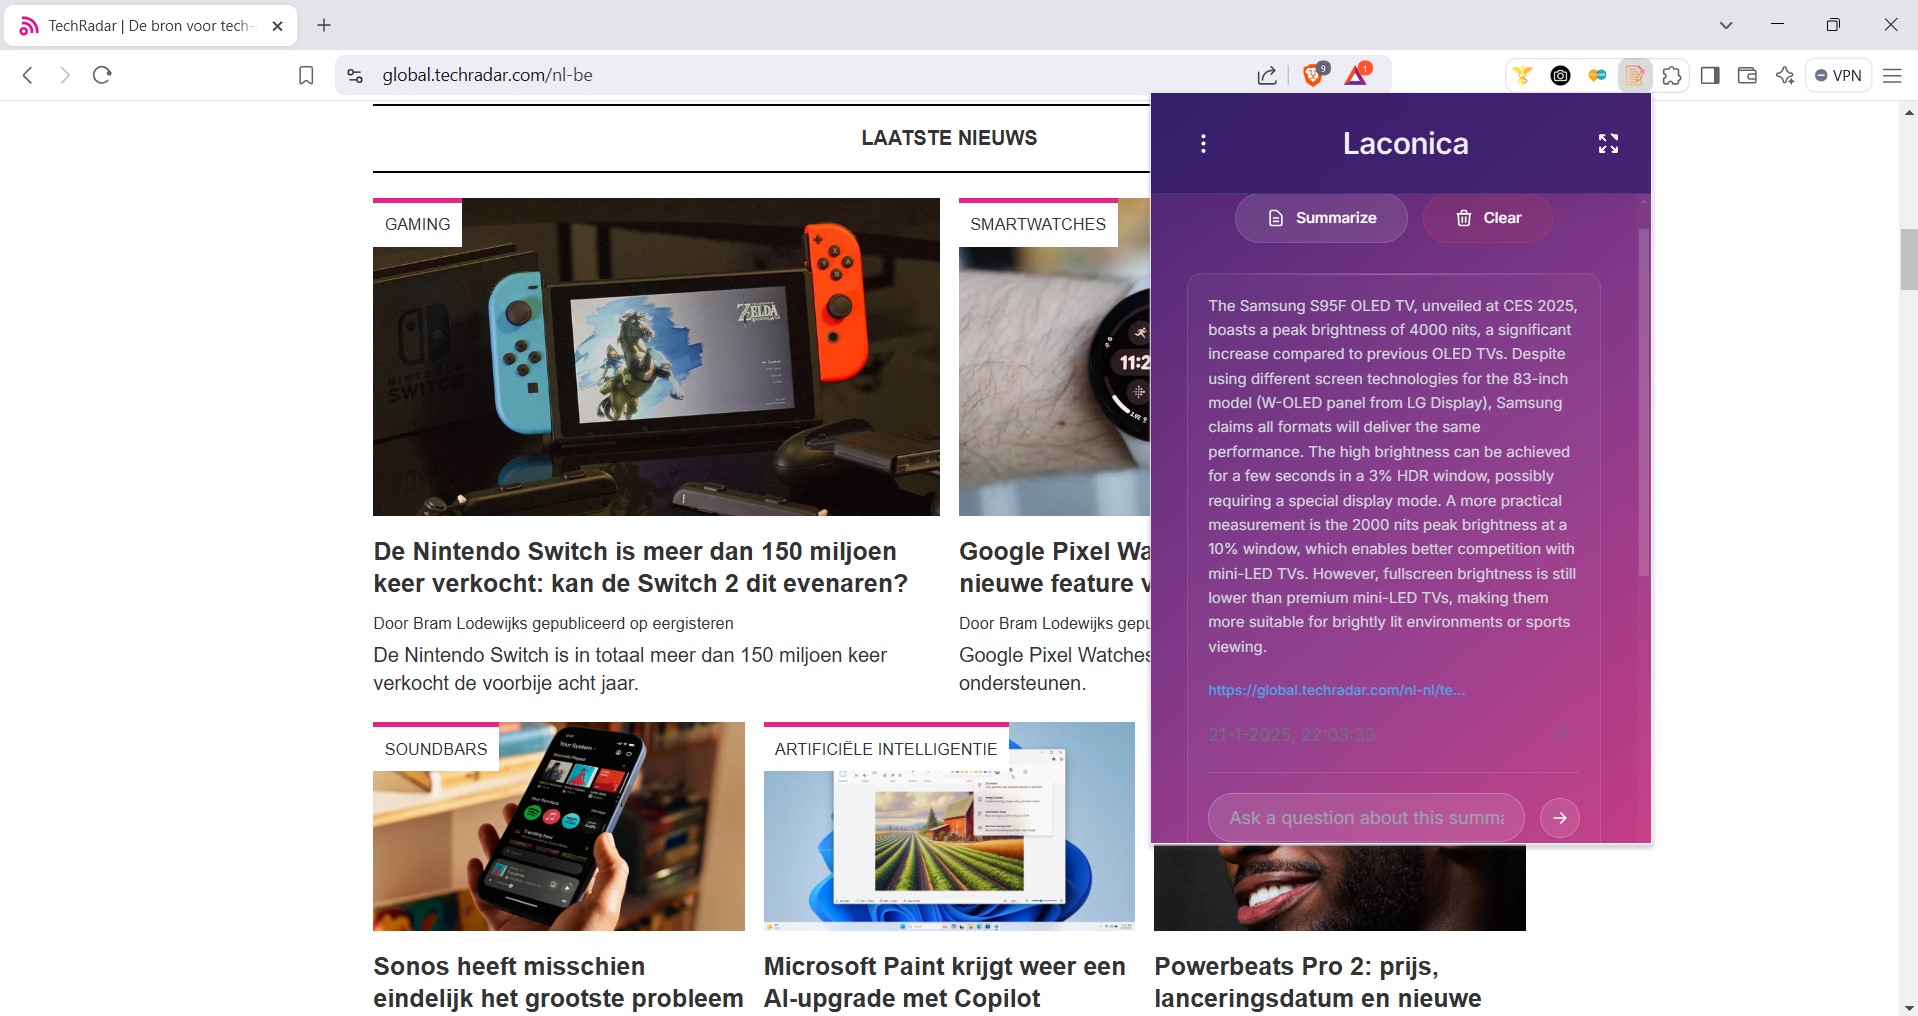 TechRadar | De bron voor tech-
global.techradar.com/nl-be
9
1
VPN
LAATSTE NIEUWS
GAMING
SMARTWATCHES
ZELDA
NINTENDO
SWITCH
11:2
De Nintendo Switch is meer dan 150 miljoen
keer verkocht: kan de Switch 2 dit evenaren?
Door Bram Lodewijks gepubliceerd op eergisteren
De Nintendo Switch is in totaal meer dan 150 miljoen keer
verkocht de voorbije acht jaar.
Google Pixel Wa
nieuwe feature v
Door Bram Lodewijks gepu
Google Pixel Watches
ondersteunen.
Laconica
Summarize
Clear
The Samsung S95F OLED TV, unveiled at CES 2025,
boasts a peak brightness of 4000 nits, a significant
increase compared to previous OLED TVs. Despite
using different screen technologies for the 83-inch
model (W-OLED panel from LG Display), Samsung
claims all formats will deliver the same
performance. The high brightness can be achieved
for a few seconds in a 3% HDR window, possibly
requiring a special display mode. A more practical
measurement is the 2000 nits peak brightness at a
10% window, which enables better competition with
mini-LED TVs. However, fullscreen brightness is still
lower than premium mini-LED TVs, making them
more suitable for brightly lit environments or sports
viewing.
https://global.techradar.com/nl-nl/te...
21-1-2025, 22:03:33
Ask a question about this summa
SOUNDBARS
Your System
ARTIFICIËLE INTELLIGENTIE
Sonos heeft misschien
eindelijk het grootste probleem
Microsoft Paint krijgt weer een
AI-upgrade met Copilot
Powerbeats Pro 2: prijs,
lanceringsdatum en nieuwe